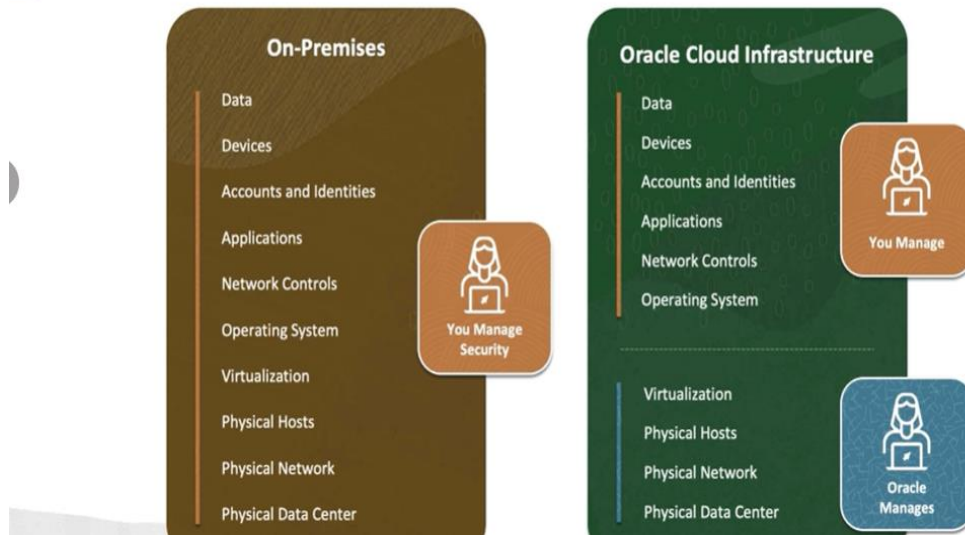 On-Premises
Data
Devices
Accounts and Identities
Applications
Network Controls
Operating System
Virtualization
Physical Hosts
Physical Network
Physical Data Center
You Manage
Security
Oracle Cloud Infrastructure
Data
Devices
Accounts and Identities
Applications
Network Controls
Operating System
You Manage
Virtualization
Physical Hosts
Physical Network
Physical Data Center
Oracle
Manages